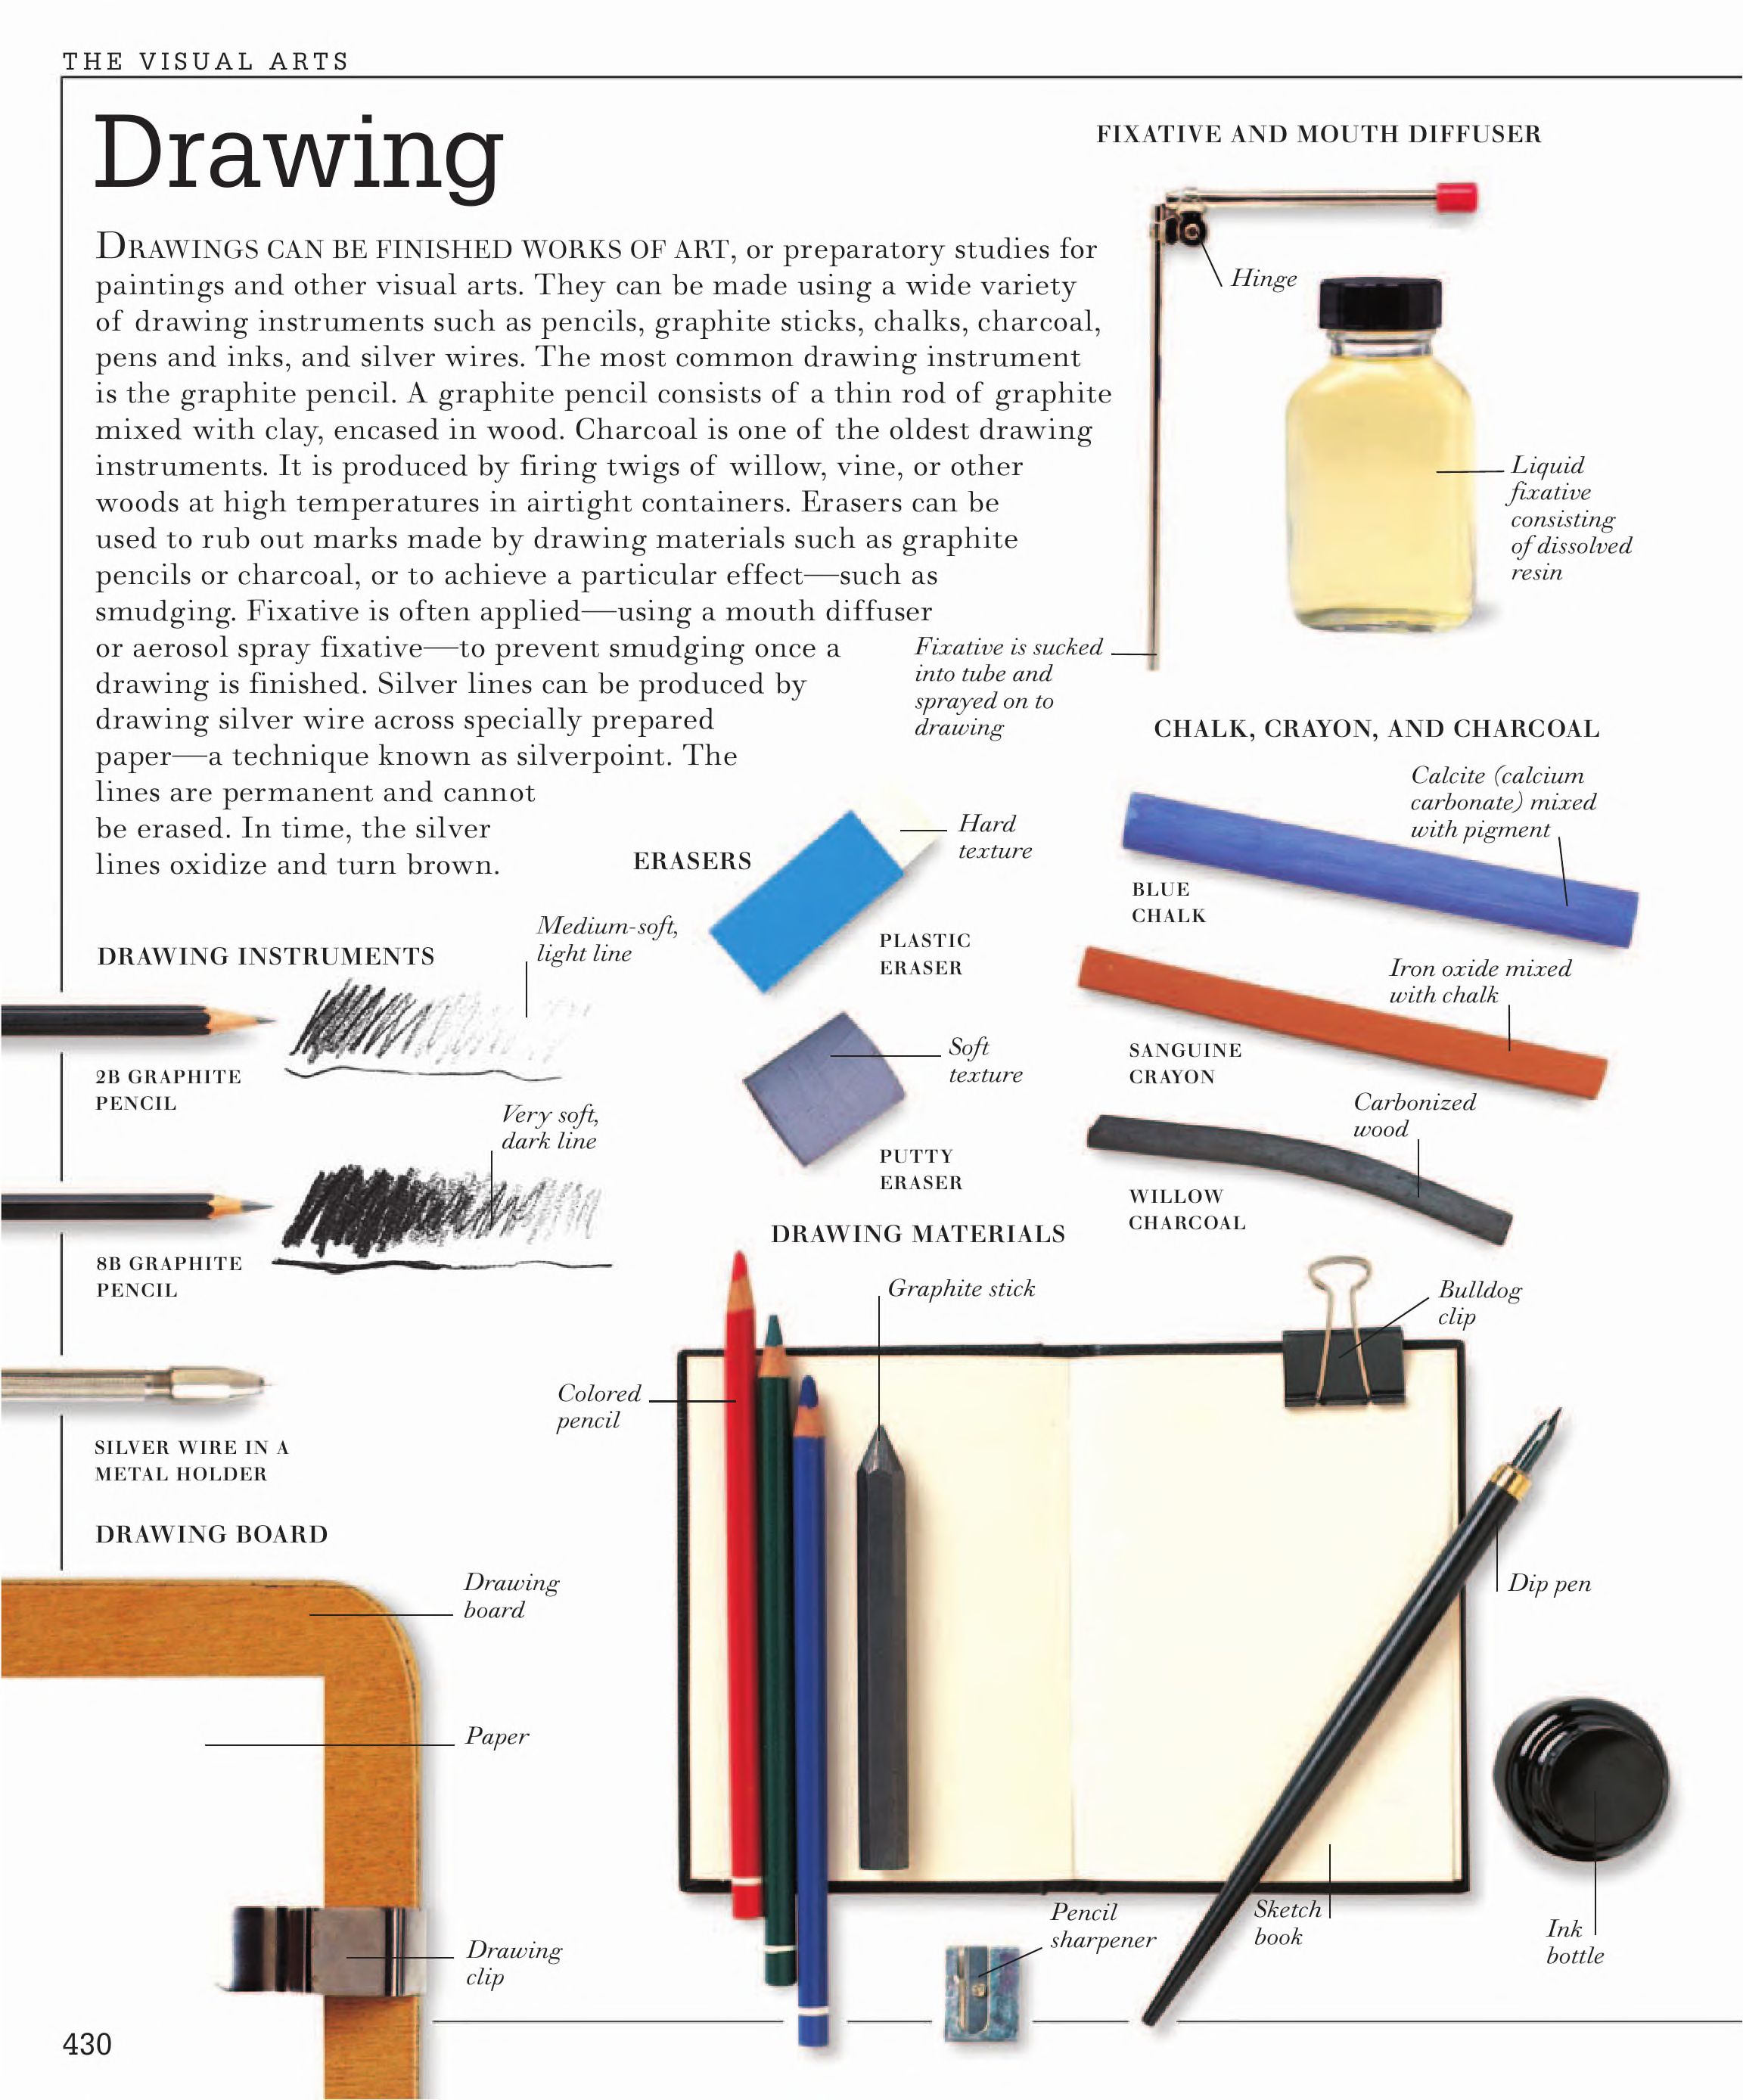 THE VISUAL ARTS
Drawing
DRAWINGS CAN BE FINISHED WORKS OF ART, or preparatory studies for
paintings and other visual arts. They can be made using a wide variety
of drawing instruments such as pencils, graphite sticks, chalks, charcoal,
pens and inks, and silver wires. The most common drawing instrument
is the graphite pencil. A graphite pencil consists of a thin rod of graphite
mixed with clay, encased in wood. Charcoal is one of the oldest drawing
instruments. It is produced by firing twigs of willow, vine, or other
woods at high temperatures in airtight containers. Erasers can be
used to rub out marks made by drawing materials such as graphite
pencils or charcoal, or to achieve a particular effect—such as
smudging. Fixative is often applied—using a mouth diffuser
or aerosol spray fixative—to prevent smudging once a
drawing is finished. Silver lines can be produced by
drawing silver wire across specially prepared
paper—a technique known as silverpoint. The
lines are permanent and cannot
be erased. In time, the silver
lines oxidize and turn brown.
FIXATIVE AND MOUTH DIFFUSER
Hinge
Liquid
fixative
consisting
of dissolved
resin
Fixative is sucked
into tube and
sprayed on to
drawing
CHALK, CRAYON, AND CHARCOAL
Calcite (calcium
carbonate) mixed
with pigment
BLUE
CHALK
Iron oxide mixed
with chalk
SANGUINE
CRAYON
Carbonized
wood
WILLOW
CHARCOAL
ERASERS
Hard
texture
PLASTIC
ERASER
Soft
texture
PUTTY
ERASER
DRAWING INSTRUMENTS
Medium-soft,
light line
2B GRAPHITE
PENCIL
Very soft,
dark line
8B GRAPHITE
PENCIL
SILVER WIRE IN A
METAL HOLDER
DRAWING BOARD
Drawing
board
Paper
Drawing
clip
DRAWING MATERIALS
Graphite stick
Bulldog
clip
Colored
pencil
Dip pen
Pencil
sharpener
Sketch
book
Ink
bottle
430